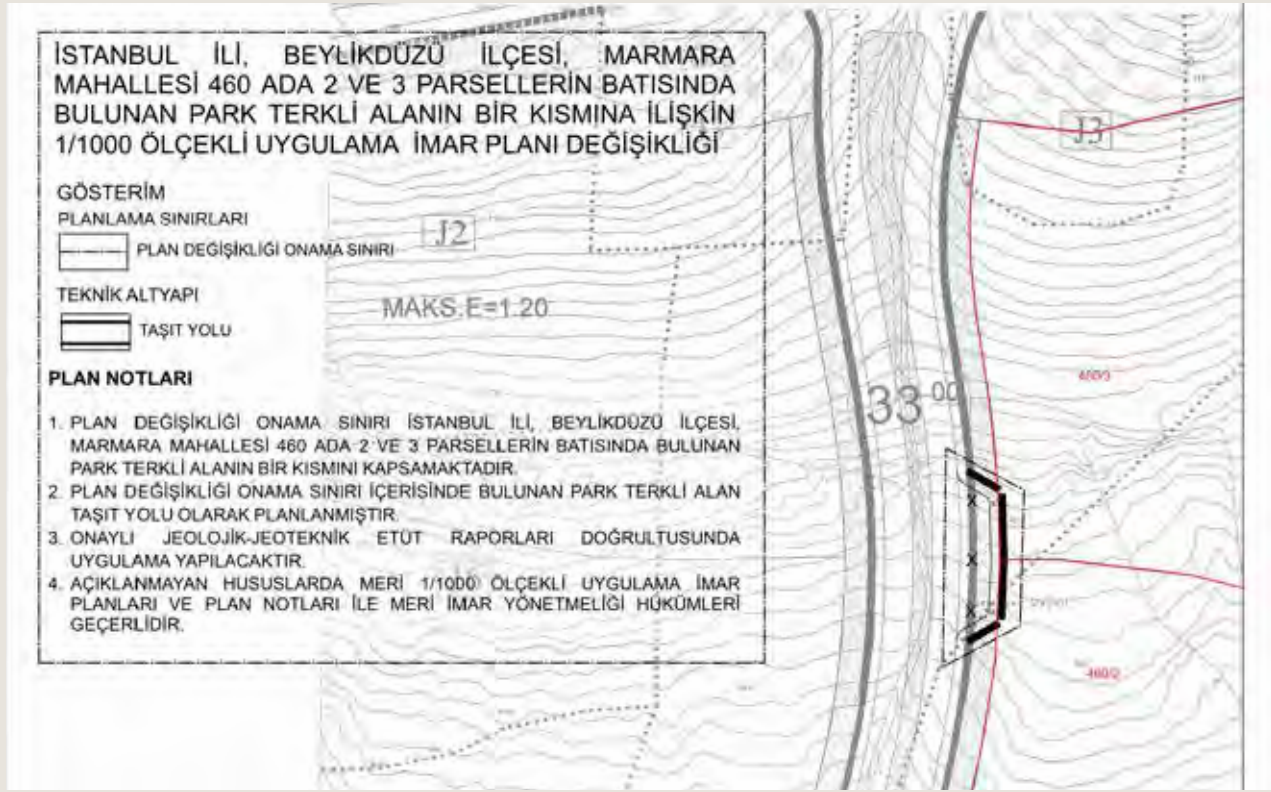 İSTANBUL İLİ, BEYLİKDÜZÜ İLÇESİ, MARMARA
MAHALLESİ 460 ADA 2 VE 3 PARSELLERİN BATISINDA
BULUNAN PARK TERKLİ ALANIN BİR KISMINA İLİŞKİN
1/1000 ÖLÇEKLİ UYGULAMA İMAR PLANI DEĞİŞİKLİĞİ
GÖSTERİM
PLANLAMA SINIRLARI
PLAN DEĞİŞİKLİĞİ ONAMA SINIRI
TEKNİK ALTYAPI
TAŞIT YOLU
PLAN NOTLARI
1. PLAN DEĞİŞİKLİĞİ ONAMA SINIRI İSTANBUL İLİ, BEYLİKDÜZÜ İLÇESİ,
MARMARA MAHALLESİ 460 ADA 2 VE 3 PARSELLERİN BATISINDA BULUNAN
PARK TERKLİ ALANIN BİR KISMINI KAPSAMAKTADIR.
2. PLAN DEĞİŞİKLİĞİ ONAMA SINIRI İÇERİSİNDE BULUNAN PARK TERKLİ ALAN
TAŞIT YOLU OLARAK PLANLANMIŞTIR.
3. ONAYLI JEOLOJİK-JEOTEKNİK ETÜT RAPORLARI DOĞRULTUSUNDA
UYGULAMA YAPILACAKTIR.
4. AÇIKLANMAYAN HUSUSLARDA MERİ 1/1000 ÖLÇEKLİ UYGULAMA İMAR
PLANLARI VE PLAN NOTLARI İLE MERİ İMAR YÖNETMELİĞİ HÜKÜMLERİ
GEÇERLİDİR.
J2
MAKS.E=1.20
J3
33 00
460/3
X
X
X
460/2